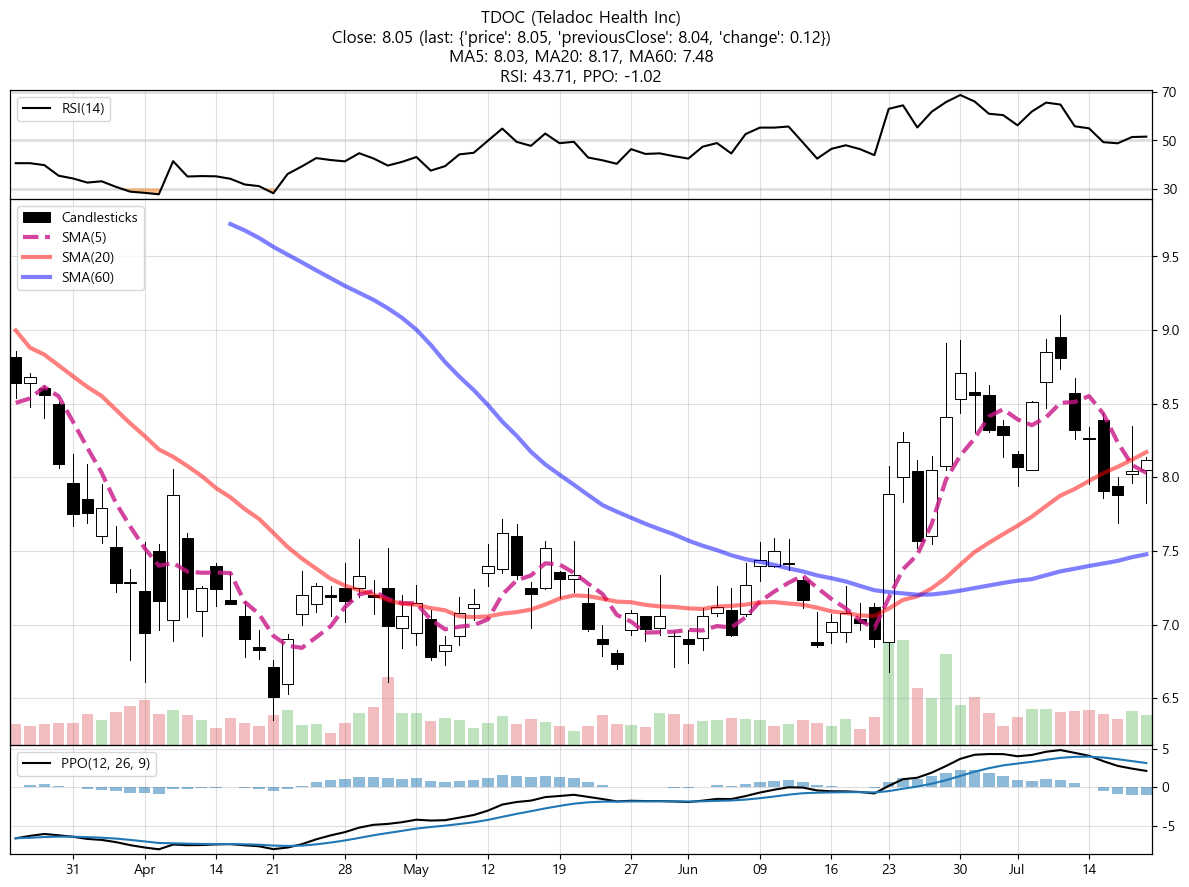 TDOC (Teladoc Health Inc)
Close: 8.05 (last: {'price': 8.05, 'previousClose': 8.04, 'change': 0.12})
MA5: 8.03, MA20: 8.17, MA60: 7.48
RSI: 43.71, PPO: -1.02
RSI(14)
70
50
30
Candlesticks
SMA(5)
SMA(20)
SMA(60)
9.5
9.0
8.5
8.0
7.5
7.0
6.5
PPO(12, 26, 9)
5
0
-5
31 Apr 14 21 28 May 12 19 27 Jun 09 16 23 30 Jul 14